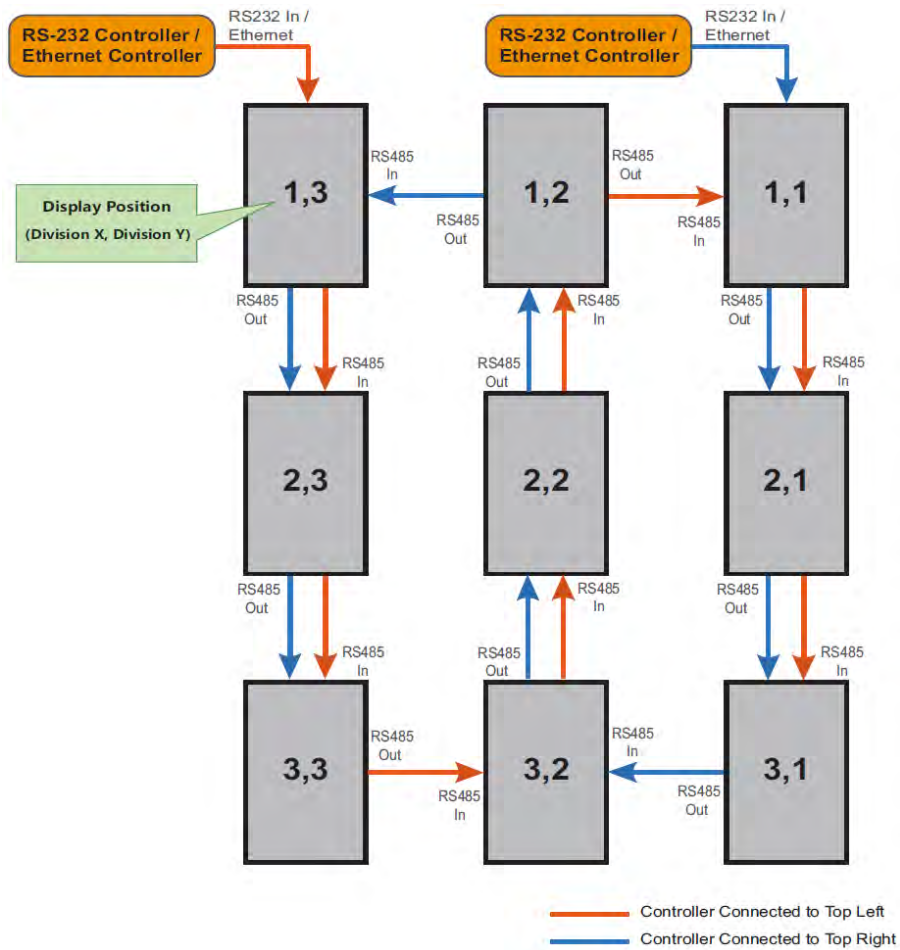 RS-232 Controller /
Ethernet Controller
RS232 In /
Ethernet
RS-232 Controller /
Ethernet Controller
RS232 In /
Ethernet
1,3
RS485
In
RS485
Out
1,2
RS485
Out
RS485
In
1,1
Display Position
(Division X, Division Y)
RS485
Out
RS485
In
RS485
In
RS485
Out
RS485
Out
RS485
In
2,3
2,2
2,1
RS485
Out
RS485
In
RS485
In
RS485
Out
RS485
Out
RS485
In
3,3
RS485
Out
RS485
In
3,2
RS485
In
RS485
Out
3,1
Controller Connected to Top Left
Controller Connected to Top Right